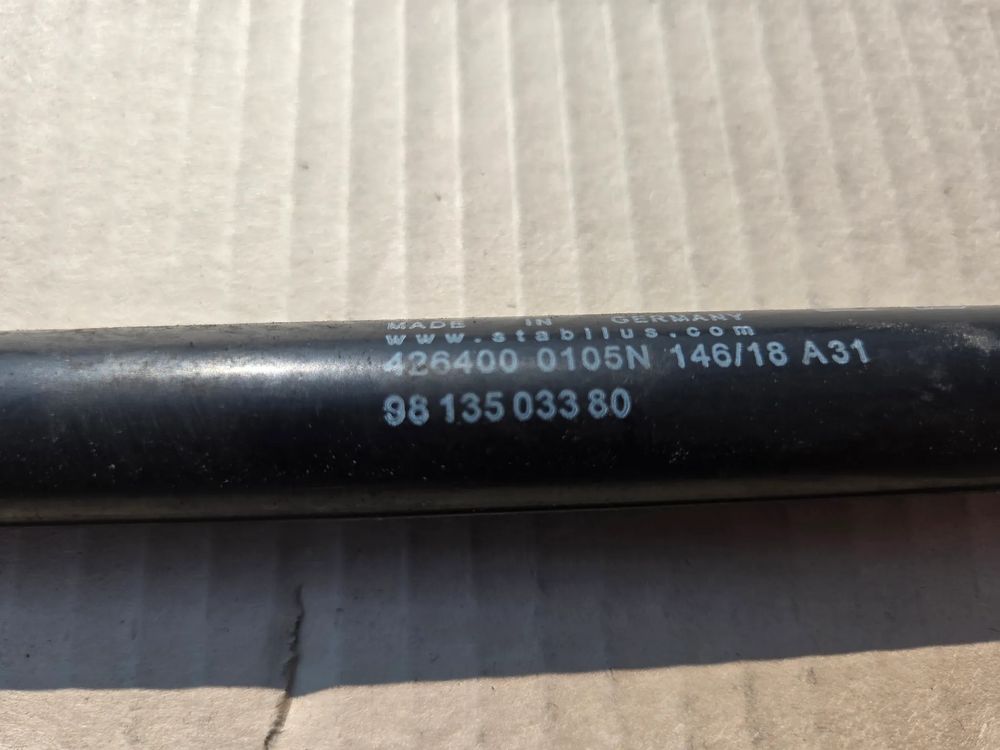 MADE IN GERMANY
www.stabilus.com
426400 0105N 146/18 A31
98 135 033 80